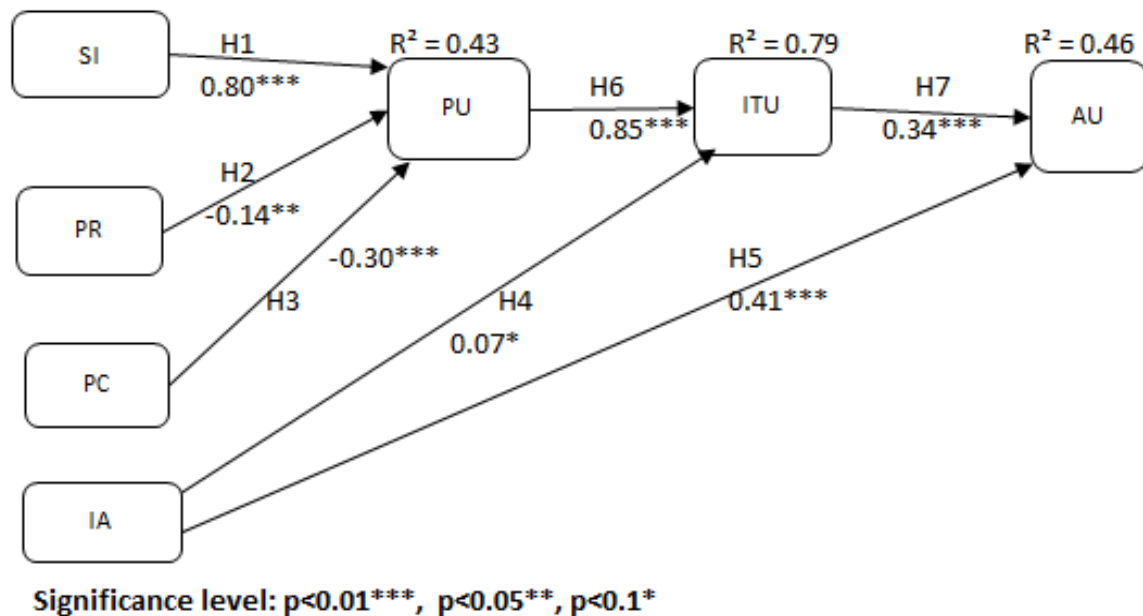 SI
H1
0.80***
R² = 0.43
PU
H6
0.85***
R² = 0.79
ITU
H7
0.34***
R² = 0.46
AU
PR
H2
-0.14**
-0.30***
H3
PC
H4
0.07*
H5
0.41***
IA
Significance level: p<0.01***, p<0.05**, p<0.1*